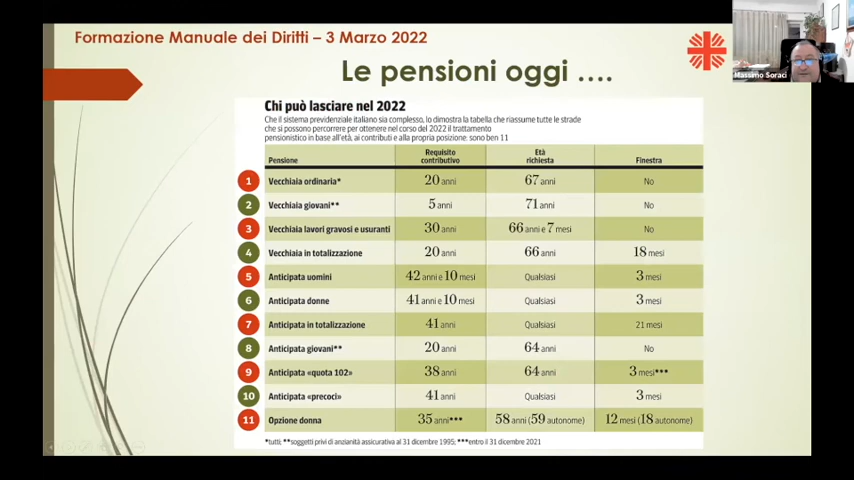 Formazione Manuale dei Diritti – 3 Marzo 2022
Massimo Soraci
Le pensioni oggi ....
Chi può lasciare nel 2022
Che il sistema previdenziale italiano sia complesso, lo dimostra la tabella che riassume tutte le strade
che si possono percorrere per ottenere nel corso del 2022 il trattamento
pensionistico in base all'età, ai contributi e alla propria posizione. sono ben 11
Pensione Requisito contributivo Età richiesta Finestra
1 Vecchiaia ordinaria* 20 anni 67 anni No
2 Vecchiaia giovani** 5 anni 71 anni No
3 Vecchiaia lavori gravosi e usuranti 30 anni 66 anni e 7 mesi No
4 Vecchiaia in totalizzazione 20 anni 66 anni 18 mesi
5 Anticipata uomini 42 anni e 10 mesi Qualsiasi 3 mesi
6 Anticipata donne 41 anni e 10 mesi Qualsiasi 3 mesi
7 Anticipata in totalizzazione 41 anni Qualsiasi 21 mesi
8 Anticipata giovani** 20 anni 64 anni No
9 Anticipata «quota 102» 38 anni 64 anni 3 mesi***
10 Anticipata «precoci» 41 anni Qualsiasi 3 mesi
11 Opzione donna 35 anni*** 58 anni (59 autonome) 12 mesi (18 autonome)
*tutti; **soggetti privi di anzianità assicurativa al 31 dicembre 1995; ***entro il 31 dicembre 2021